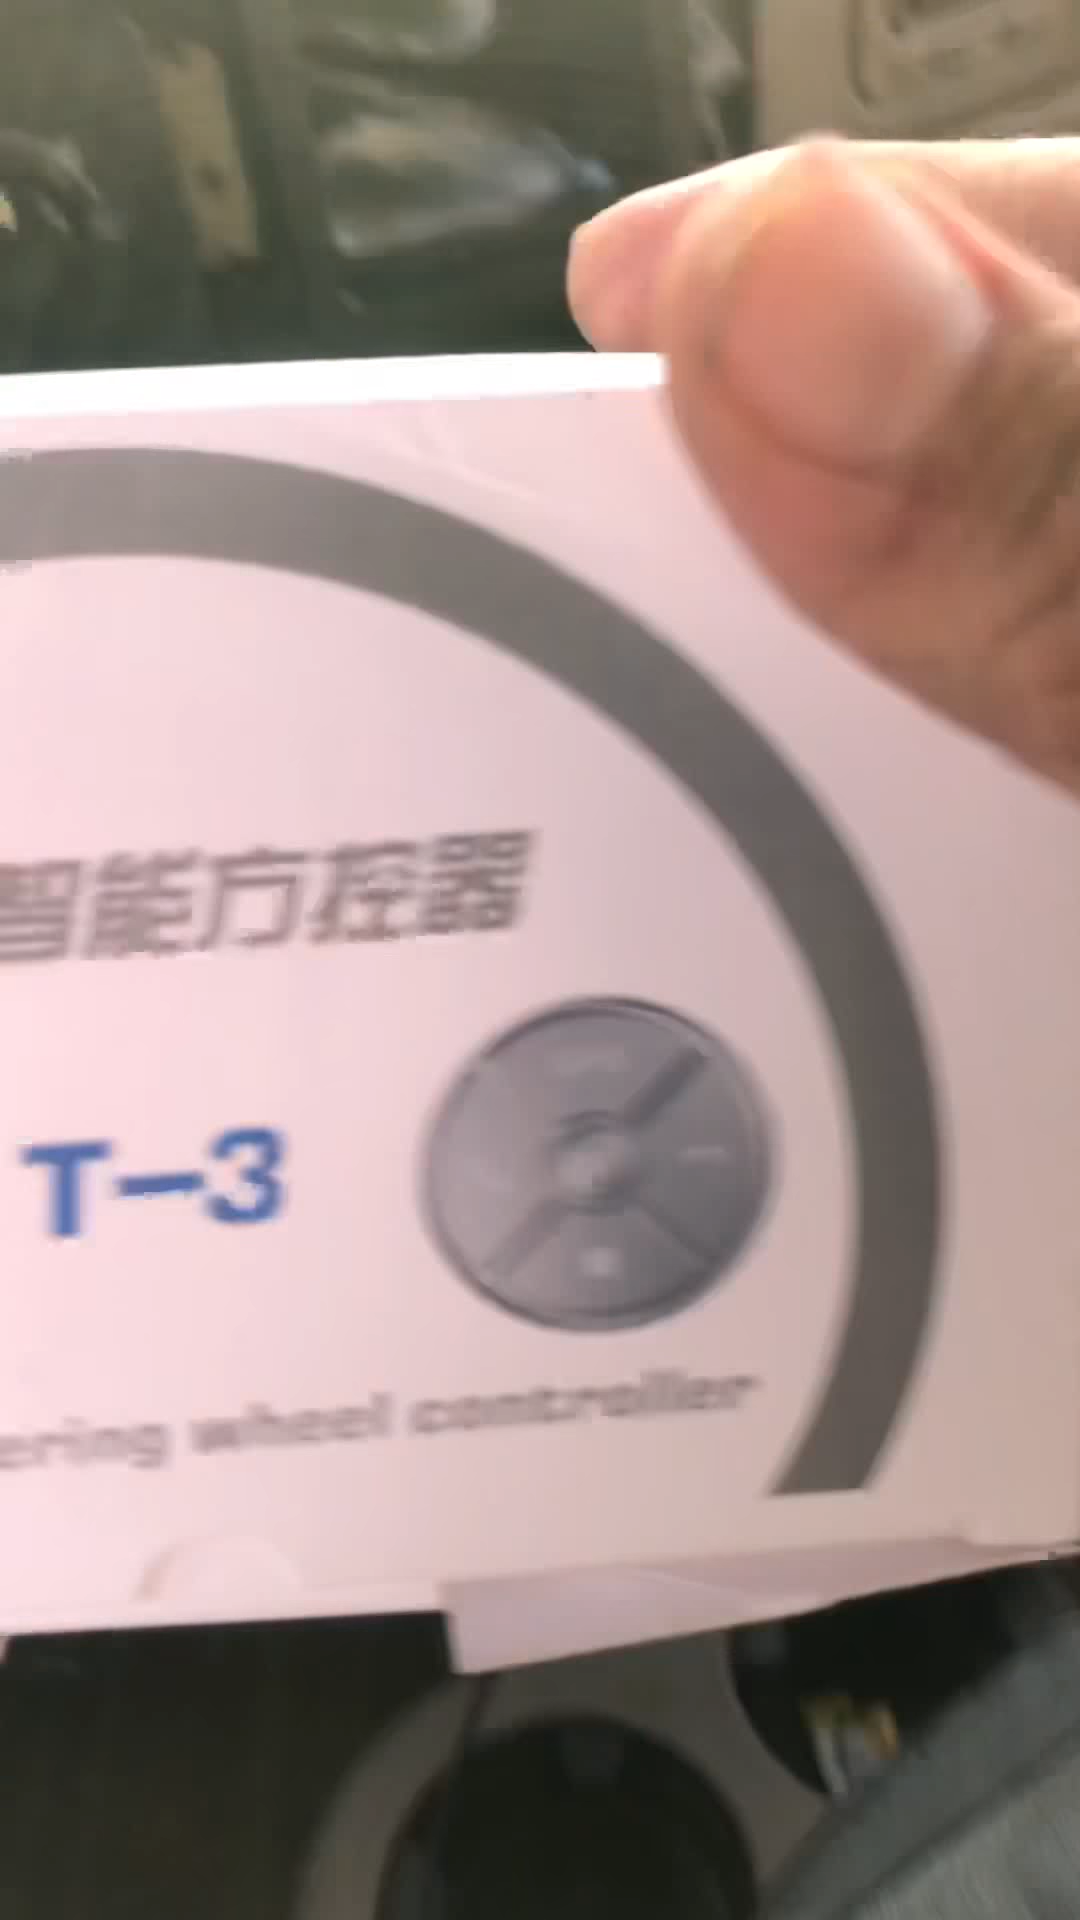 智能方控器
T-3
ering wheel controller